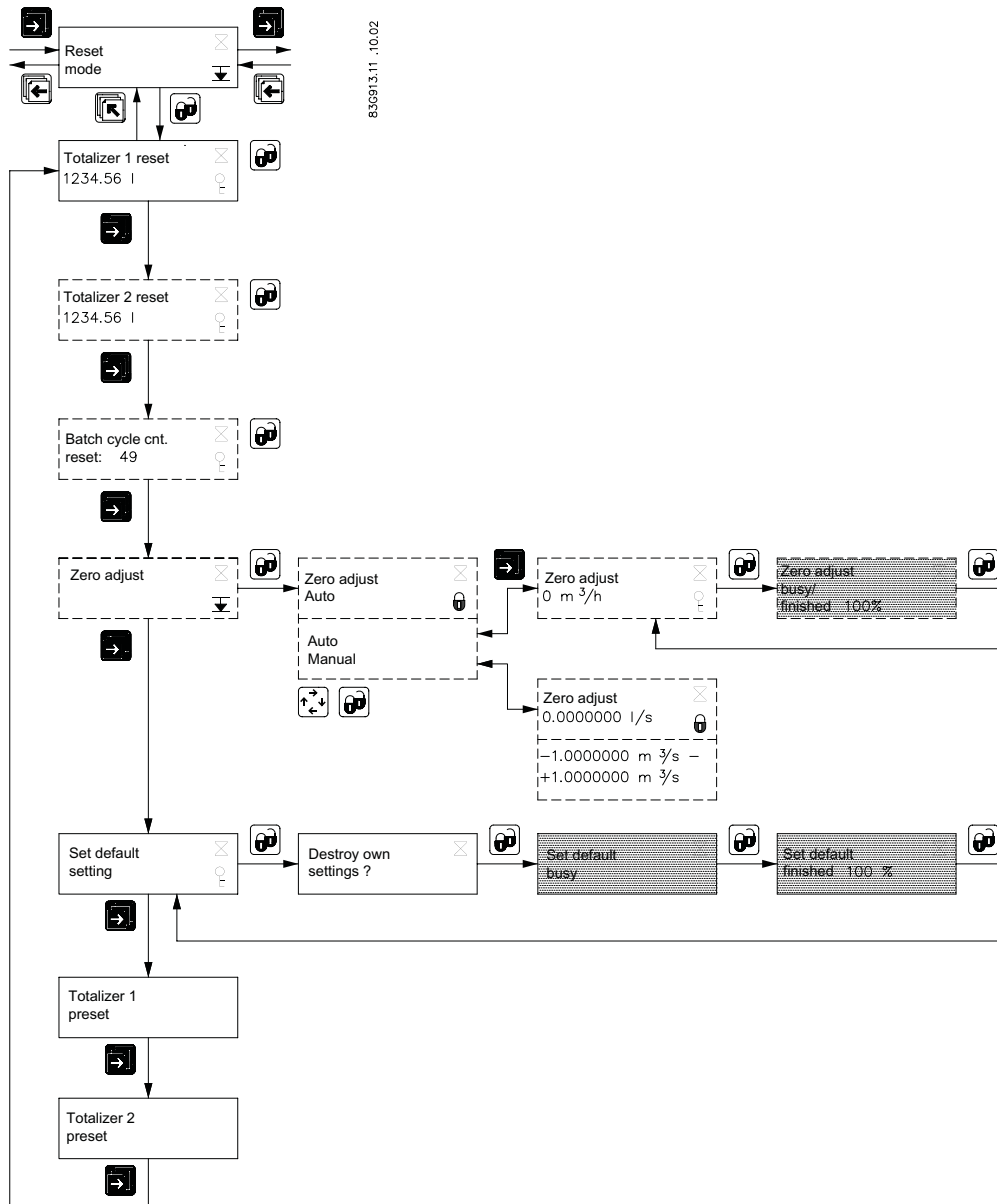 Reset
mode
83G913.11 .10.02
Totalizer 1 reset
1234.56 l
Totalizer 2 reset
1234.56 l
Batch cycle cnt.
reset: 49
Zero adjust
Zero adjust
Auto
Auto
Manual
Zero adjust
0 m ³/h
Zero adjust
busy/
finished 100%
Zero adjust
0.0000000 l/s
−1.0000000 m ³/s −
+1.0000000 m ³/s
Set default
setting
Destroy own
settings ?
Set default
busy
Set default
finished 100 %
Totalizer 1
preset
Totalizer 2
preset